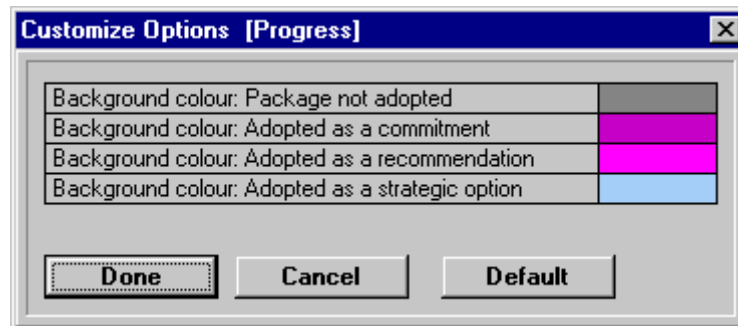 Customize Options [Progress]
Background colour: Package not adopted
Background colour: Adopted as a commitment
Background colour: Adopted as a recommendation
Background colour: Adopted as a strategic option
Done Cancel Default